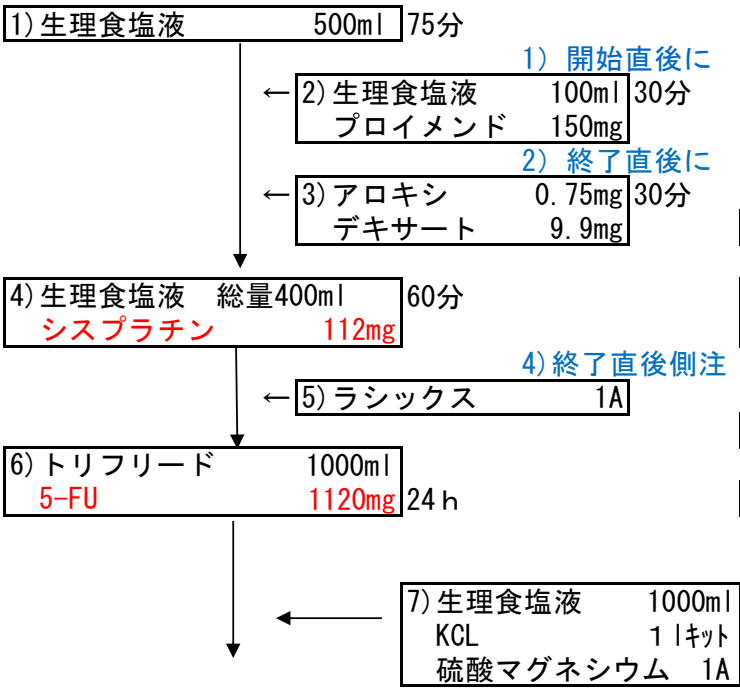 1)生理食塩液 500ml 75分
1) 開始直後に
← 2)生理食塩液 100ml 30分
プロイメンド 150mg
2) 終了直後に
← 3)アロキシ 0.75mg 30分
デキサート 9.9mg
4)生理食塩液 総量400ml 60分
シスプラチン 112mg
4)終了直後側注
← 5)ラシックス 1A
6)トリフリード 1000ml
5-FU 1120mg 24ｈ
7)生理食塩液 1000ml
KCL １lｷｯﾄ
硫酸マグネシウム 1A